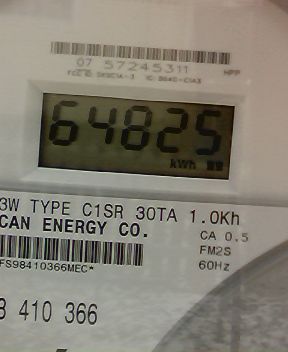 07 57245311 HPP
64825
kWh
3W TYPE C1SR 30TA 1.0Kh
CAN ENERGY CO.
CA 0.5
FM2S
FS98410366MEC*
60Hz
410 366